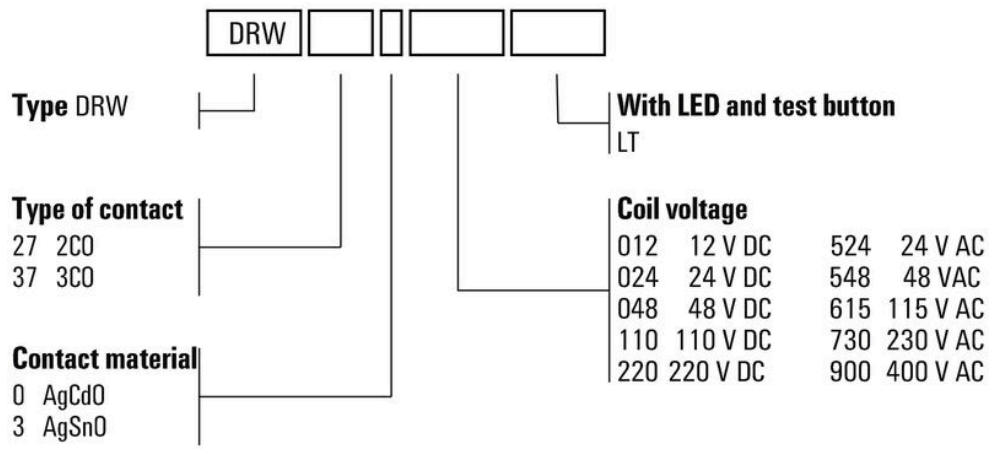 DRW
Type DRW
With LED and test button
LT
Type of contact
27 2CO
37 3CO
Coil voltage
012 12 V DC 524 24 V AC
024 24 V DC 548 48 VAC
048 48 V DC 615 115 V AC
110 110 V DC 730 230 V AC
220 220 V DC 900 400 V AC
Contact material
0 AgCdO
3 AgSnO